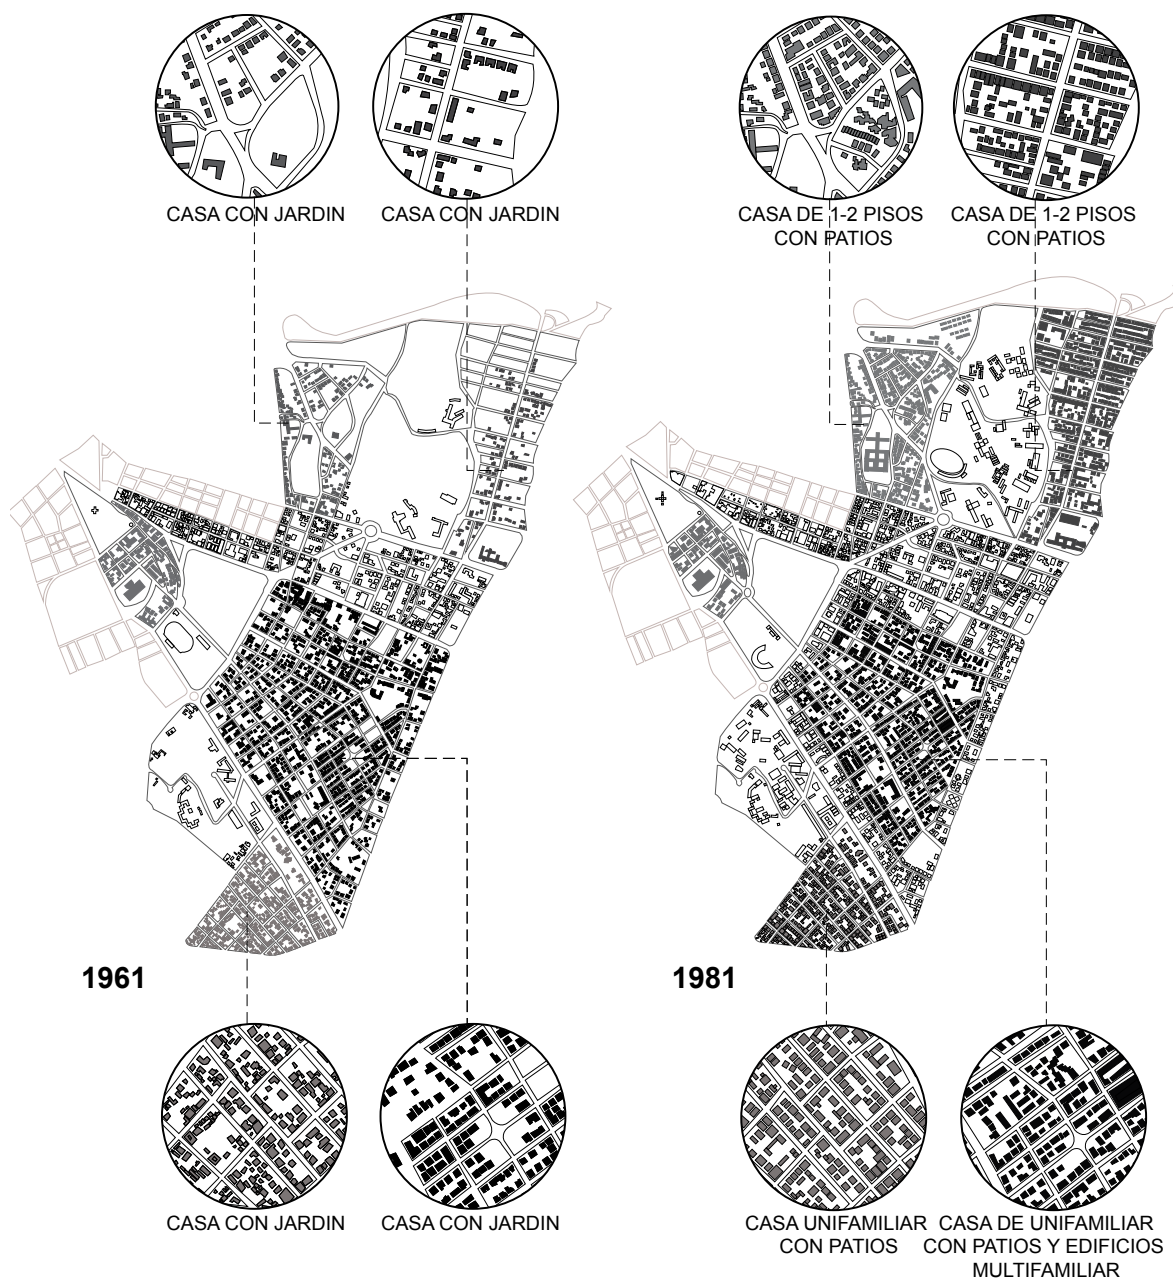 CASA CON JARDIN
CASA CON JARDIN
CASA DE 1-2 PISOS
CON PATIOS
CASA DE 1-2 PISOS
CON PATIOS
1961
1981
CASA CON JARDIN
CASA CON JARDIN
CASA UNIFAMILIAR
CON PATIOS
CASA DE UNIFAMILIAR
CON PATIOS Y EDIFICIOS
MULTIFAMILIAR